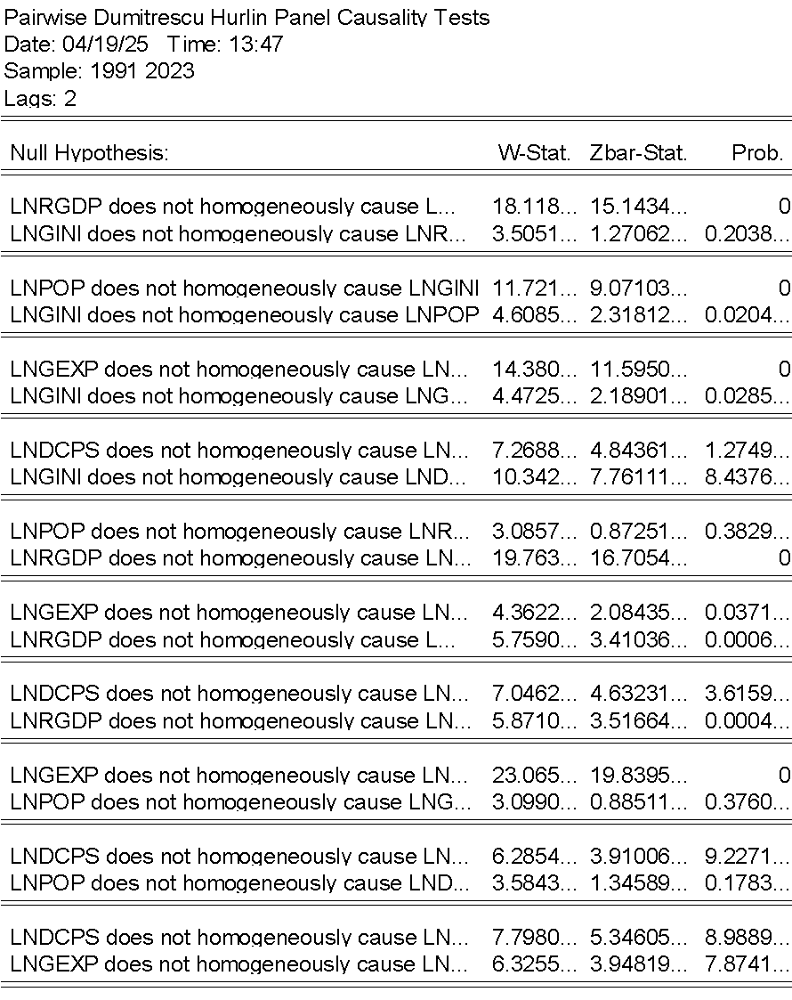 Pairwise Dumitrescu Hurlin Panel Causality Tests
Date: 04/19/25 Time: 13:47
Sample: 1991 2023
Lags: 2
Null Hypothesis: W-Stat. Zbar-Stat. Prob.
LNRGDP does not homogeneously cause L... 18.118... 15.1434... 0
LNGINI does not homogeneously cause LNR... 3.5051... 1.27062... 0.2038...
LNPOP does not homogeneously cause LNGINI 11.721... 9.07103... 0
LNGINI does not homogeneously cause LNPOP 4.6085... 2.31812... 0.0204...
LNGEXP does not homogeneously cause LN... 14.380... 11.5950... 0
LNGINI does not homogeneously cause LNG... 4.4725... 2.18901... 0.0285...
LNDCPS does not homogeneously cause LN... 7.2688... 4.84361... 1.2749...
LNGINI does not homogeneously cause LND... 10.342... 7.76111... 8.4376...
LNPOP does not homogeneously cause LNR... 3.0857... 0.87251... 0.3829...
LNRGDP does not homogeneously cause LN... 19.763... 16.7054... 0
LNGEXP does not homogeneously cause LN... 4.3622... 2.08435... 0.0371...
LNRGDP does not homogeneously cause L... 5.7590... 3.41036... 0.0006...
LNDCPS does not homogeneously cause LN... 7.0462... 4.63231... 3.6159...
LNRGDP does not homogeneously cause LN... 5.8710... 3.51664... 0.0004...
LNGEXP does not homogeneously cause LN... 23.065... 19.8395... 0
LNPOP does not homogeneously cause LNG... 3.0990... 0.88511... 0.3760...
LNDCPS does not homogeneously cause LN... 6.2854... 3.91006... 9.2271...
LNPOP does not homogeneously cause LND... 3.5843... 1.34589... 0.1783...
LNDCPS does not homogeneously cause LN... 7.7980... 5.34605... 8.9889...
LNGEXP does not homogeneously cause LN... 6.3255... 3.94819... 7.8741...